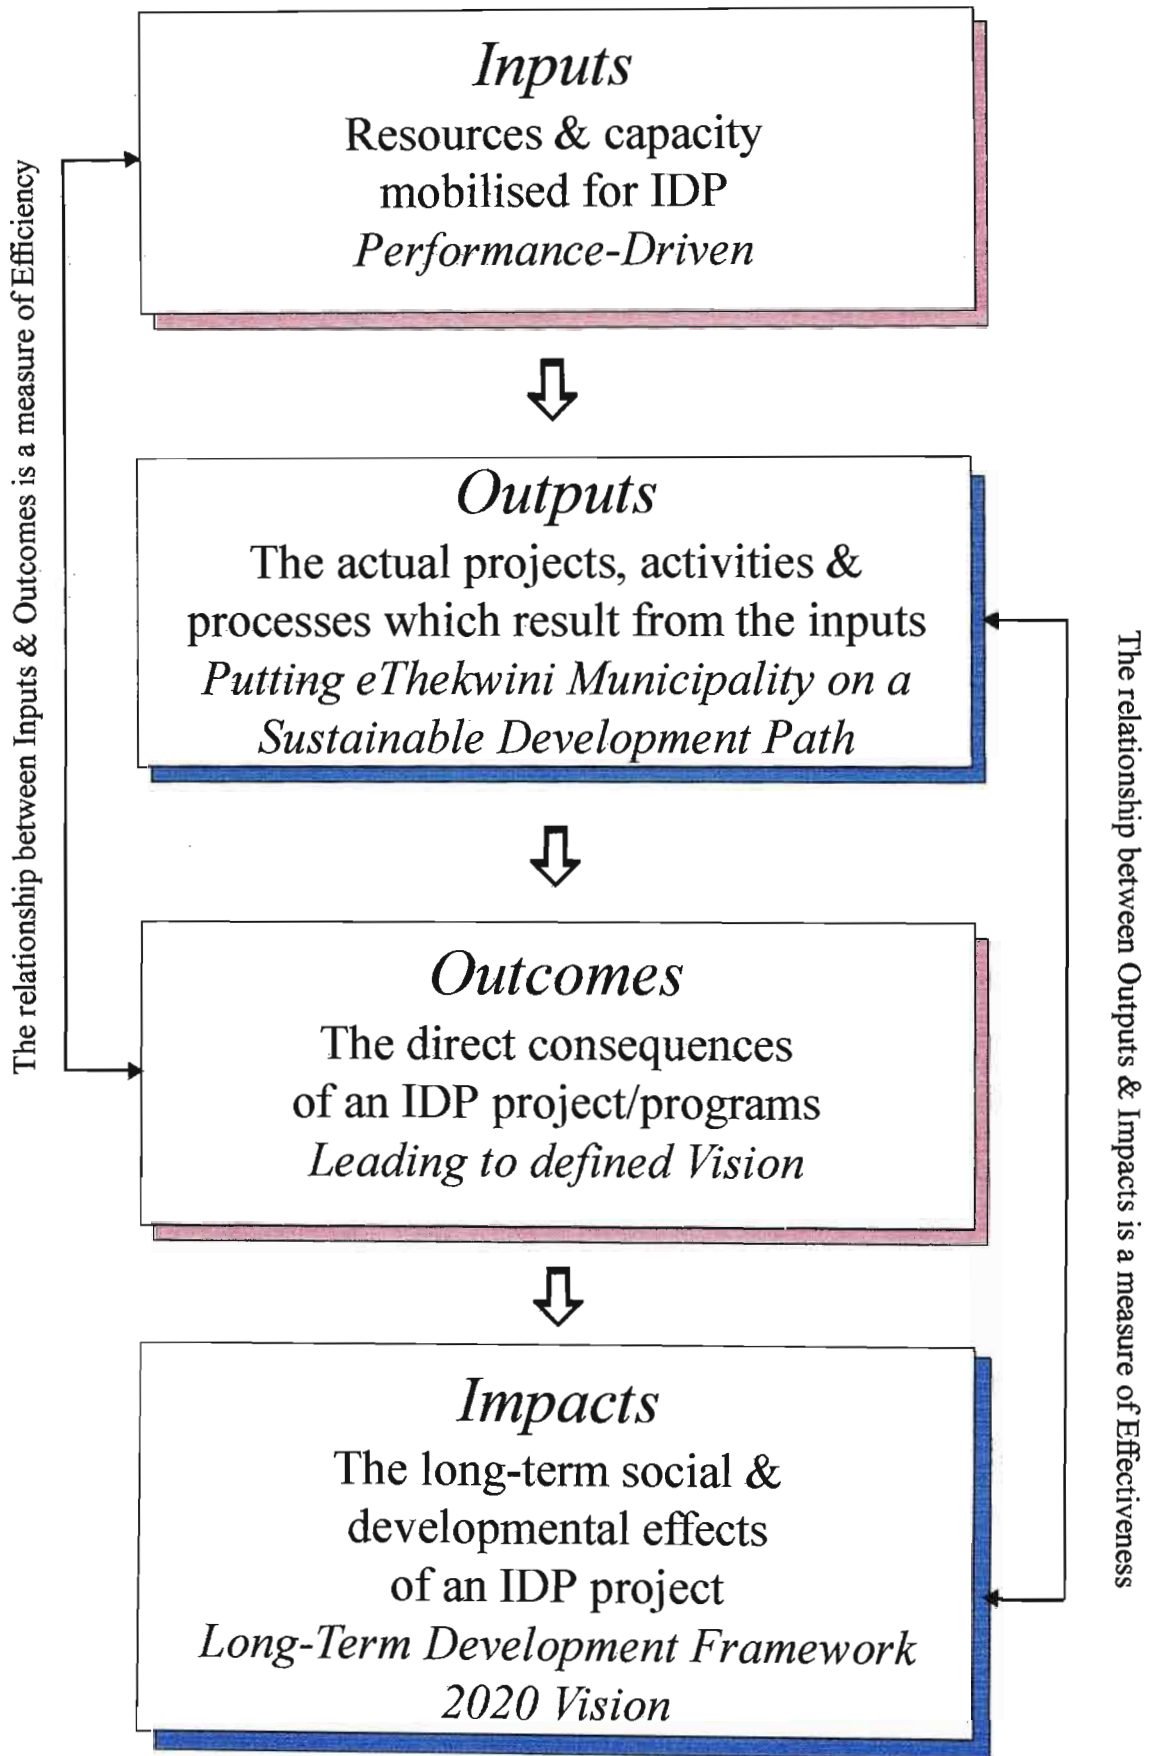 Inputs
Resources & capacity
mobilised for IDP
Performance-Driven
Outputs
The actual projects, activities &
processes which result from the inputs
Putting eThekwini Municipality on a
Sustainable Development Path
Outcomes
The direct consequences
of an IDP project/programs
Leading to defined Vision
Impacts
The long-term social &
developmental effects
of an IDP project
Long-Term Development Framework
2020 Vision
The relationship between Inputs & Outcomes is a measure of Efficiency
The relationship between Outputs & Impacts is a measure of Effectiveness